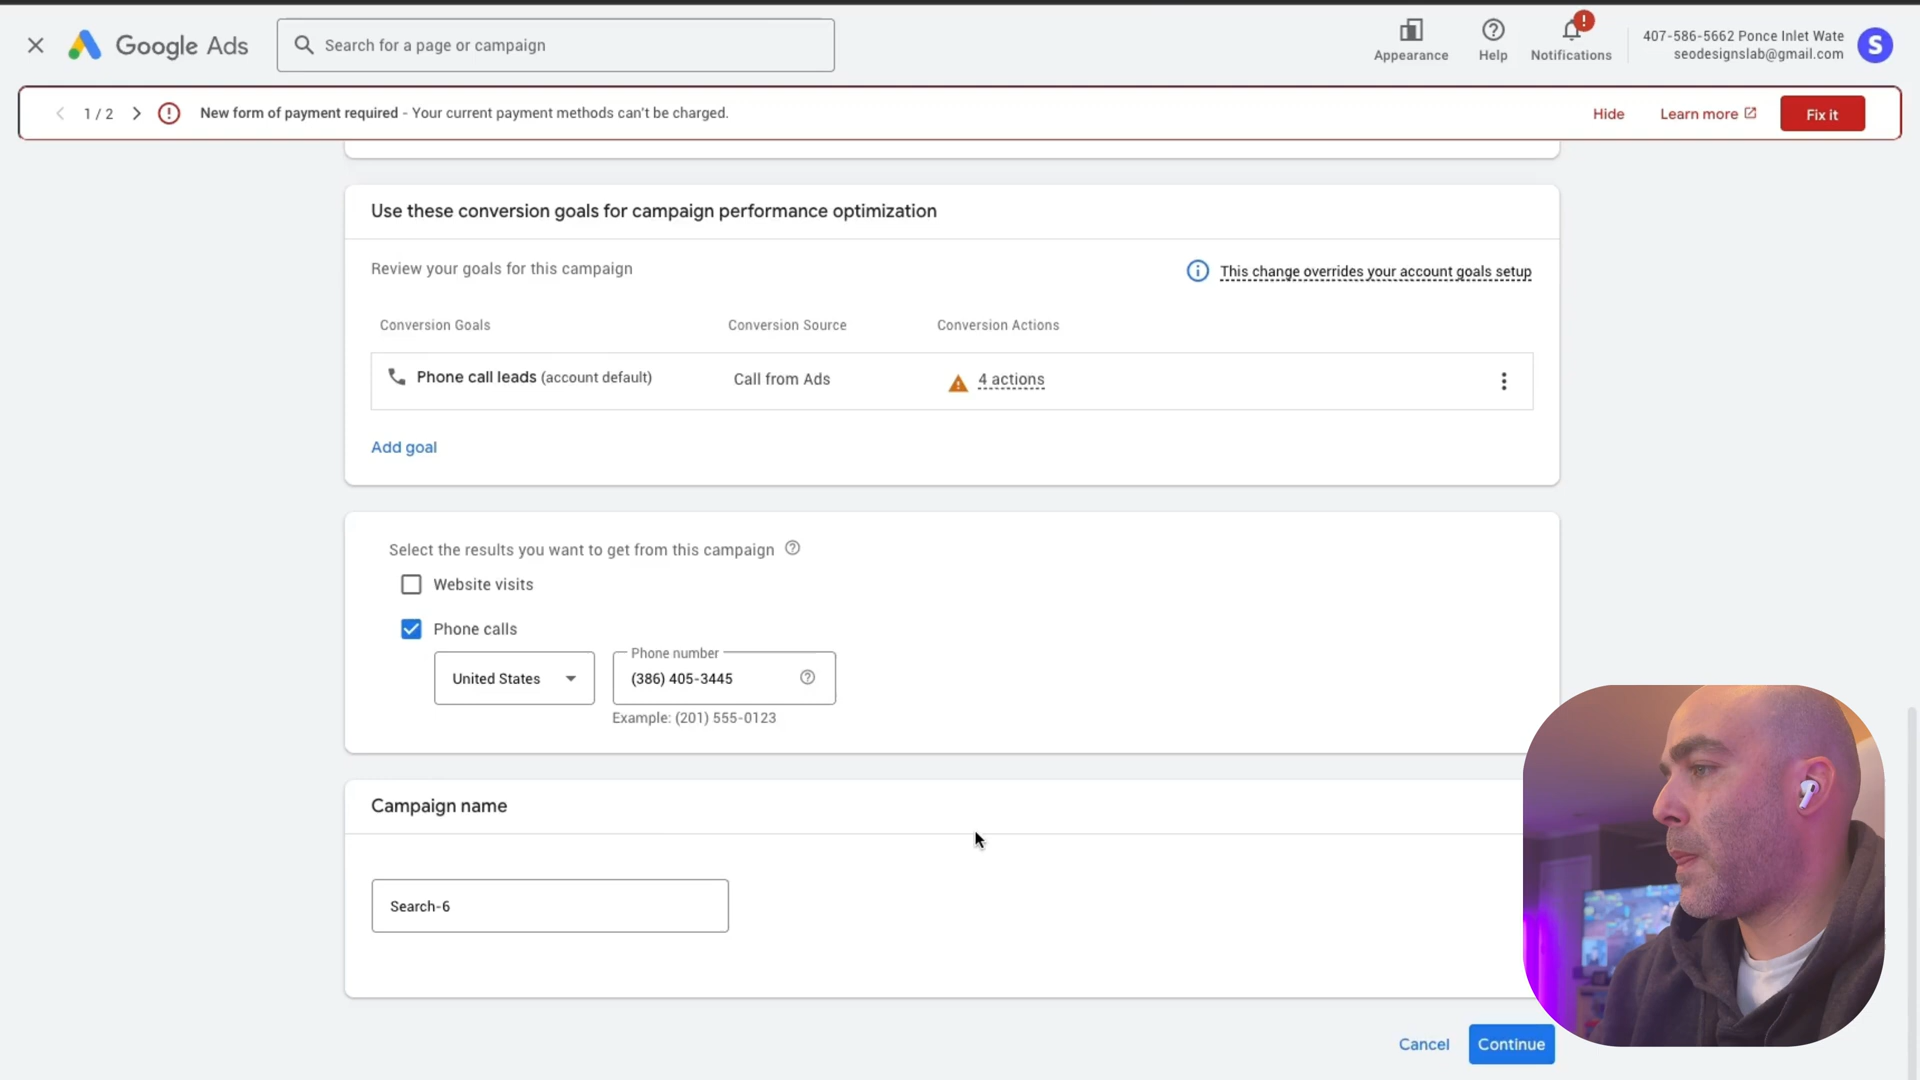 Google Ads
Search for a page or campaign
Appearance
Help
!
Notifications
407-586-5662 Ponce Inlet Wate
seodesignslab@gmail.com
S
1 / 2
New form of payment required - Your current payment methods can't be charged.
Hide
Learn more
Fix it
Use these conversion goals for campaign performance optimization
Review your goals for this campaign
This change overrides your account goals setup
Conversion Goals
Conversion Source
Conversion Actions
Phone call leads (account default)
Call from Ads
4 actions
Add goal
Select the results you want to get from this campaign
Website visits
Phone calls
United States
Phone number
(386) 405-3445
Example: (201) 555-0123
Campaign name
Search-6
Cancel
Continue